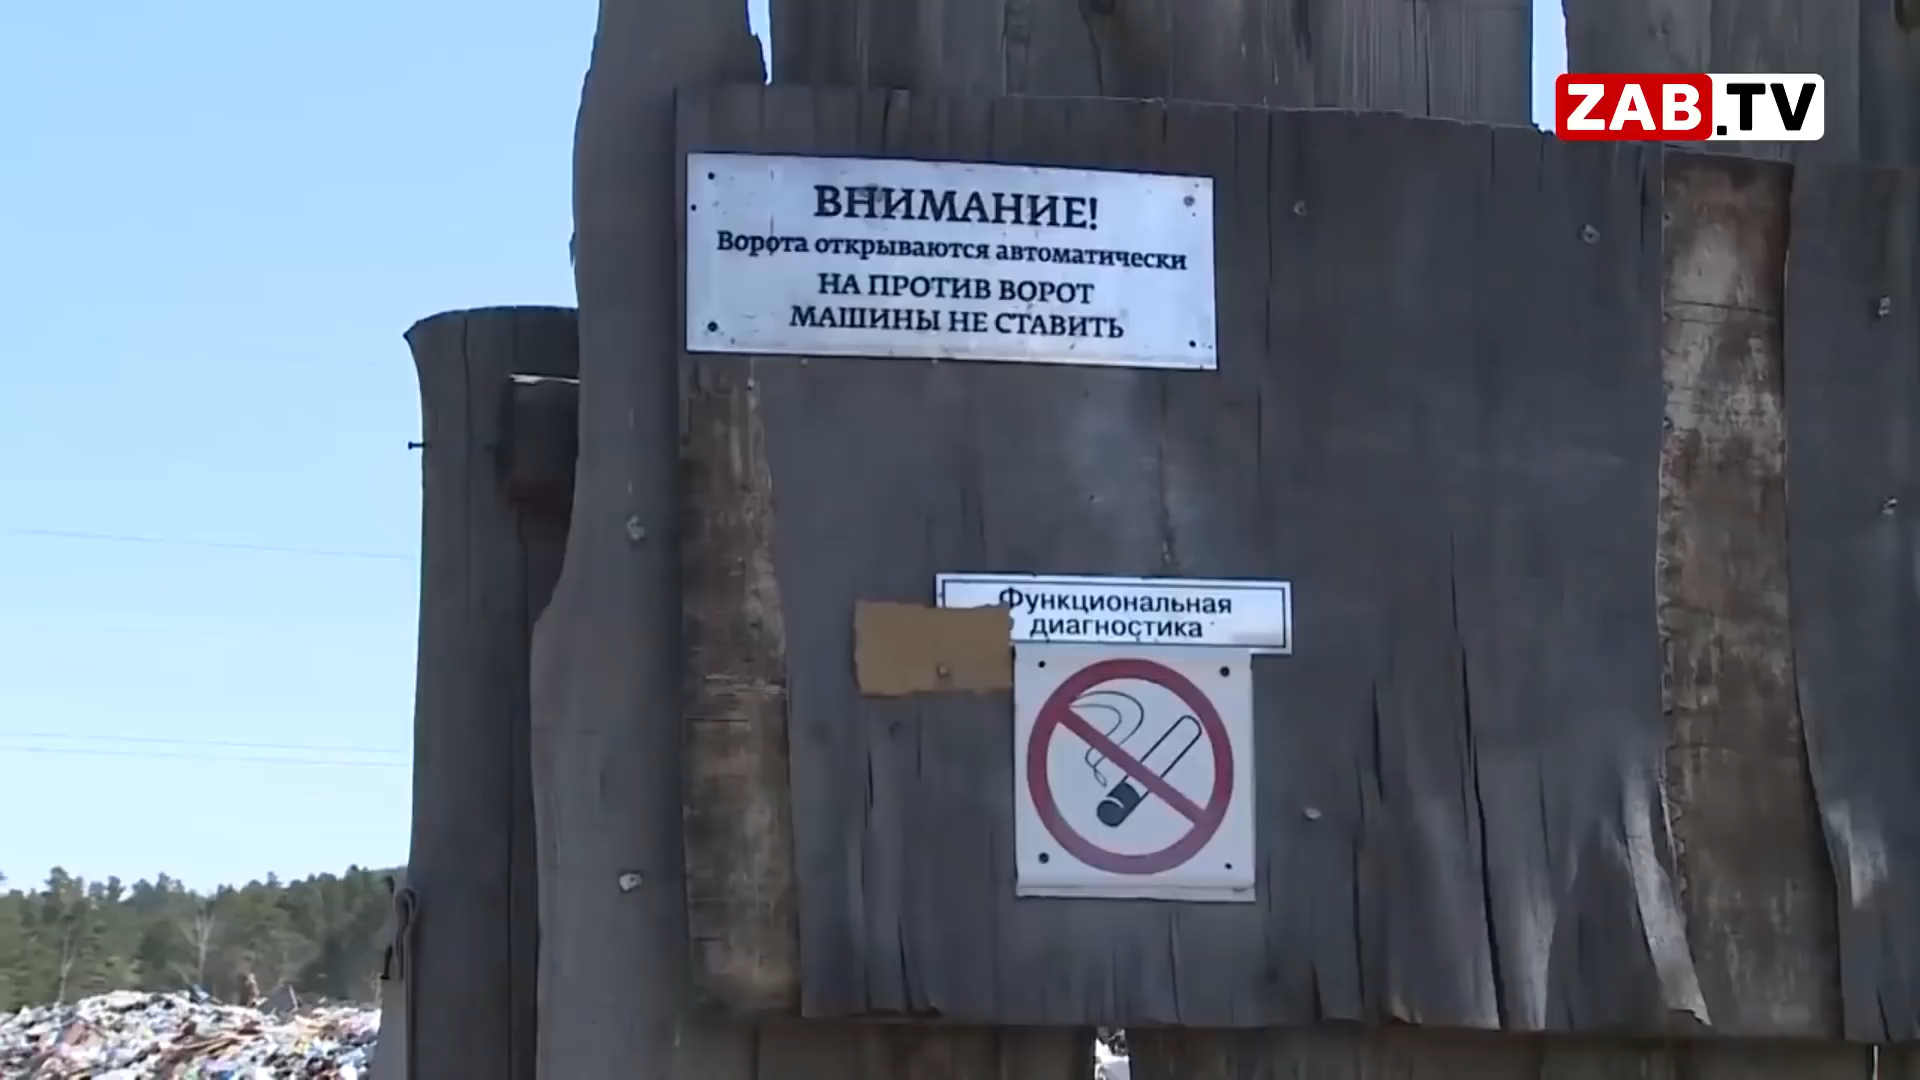 ZAB.TV
ВНИМАНИЕ!
Ворота открываются автоматически
НА ПРОТИВ ВОРОТ
МАШИНЫ НЕ СТАВИТЬ
Функциональная
диагностика